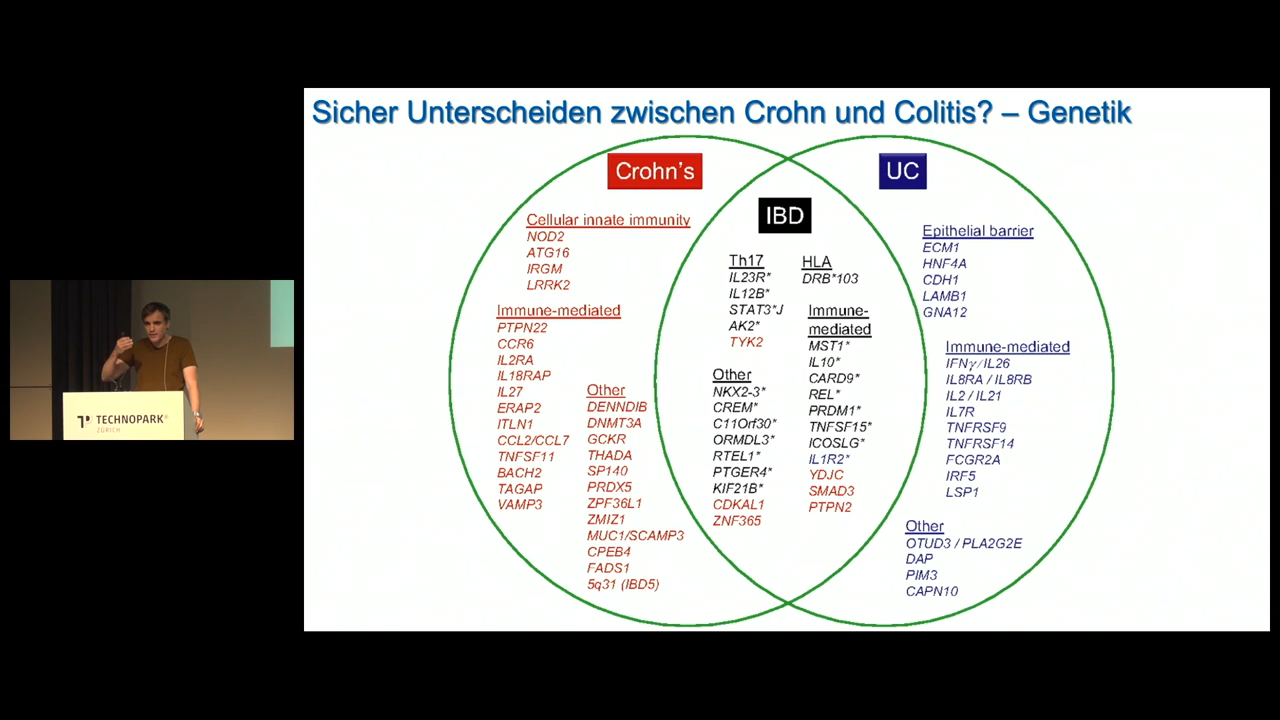 Sicher Unterscheiden zwischen Crohn und Colitis? – Genetik
Crohn's
UC
IBD
Cellular innate immunity
NOD2
ATG16
IRGM
LRRK2
Immune-mediated
PTPN22
CCR6
IL2RA
IL18RAP
IL27
ERAP2
ITLN1
CCL2/CCL7
TNFSF11
BACH2
TAGAP
VAMP3
Other
DENNDIB
DNMT3A
GCKR
THADA
SP140
PRDX5
ZPF36L1
ZMIZ1
MUC1/SCAMP3
CPEB4
FADS1
5q31 (IBD5)
Th17
IL23R*
IL12B*
STAT3*J
AK2*
TYK2
Other
NKX2-3*
CREM*
C11Orf30*
ORMDL3*
RTEL1*
PTGER4*
KIF21B*
CDKAL1
ZNF365
HLA
DRB*103
Immune-
mediated
MST1*
IL10*
CARD9*
REL*
PRDM1*
TNFSF15*
ICOSLG*
IL1R2*
YDJC
SMAD3
PTPN2
Epithelial barrier
ECM1
HNF4A
CDH1
LAMB1
GNA12
Immune-mediated
IFNγ/IL26
IL8RA / IL8RB
IL2 / IL21
IL7R
TNFRSF9
TNFRSF14
FCGR2A
IRF5
LSP1
Other
OTUD3 / PLA2G2E
DAP
PIM3
CAPN10
TECHNOPARK®
ZÜRICH